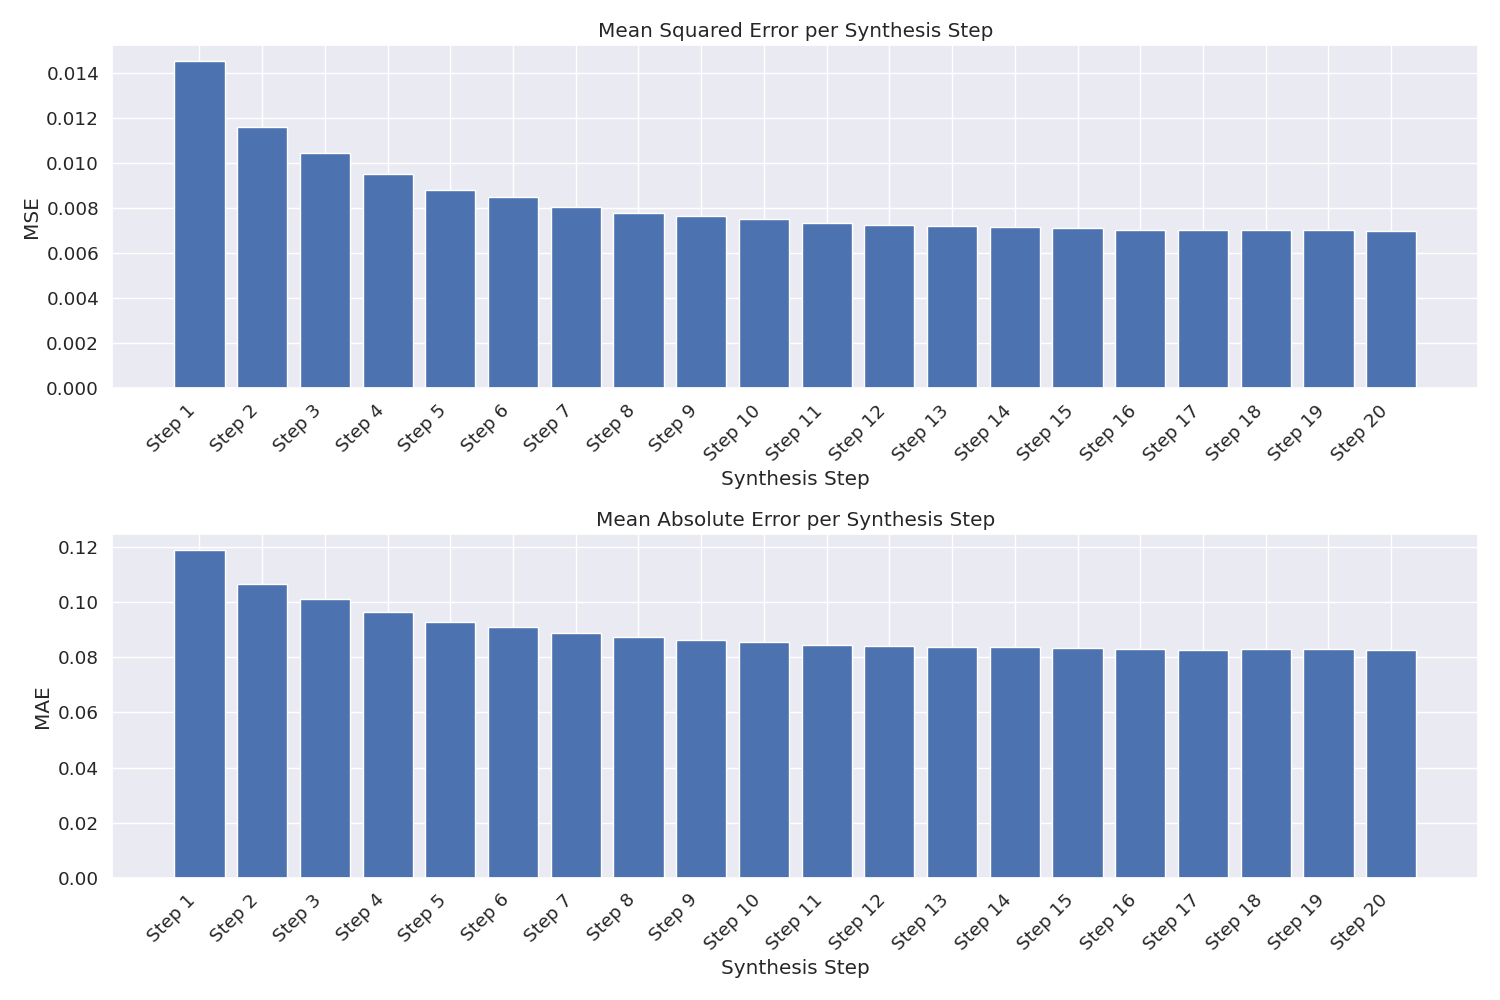 Mean Squared Error per Synthesis Step
0.014
0.012
0.010
0.008
0.006
0.004
0.002
0.000
MSE
Step 1
Step 2
Step 3
Step 4
Step 5
Step 6
Step 7
Step 8
Step 9
Step 10
Step 11
Step 12
Step 13
Step 14
Step 15
Step 16
Step 17
Step 18
Step 19
Step 20
Synthesis Step
Mean Absolute Error per Synthesis Step
0.12
0.10
0.08
0.06
0.04
0.02
0.00
MAE
Step 1
Step 2
Step 3
Step 4
Step 5
Step 6
Step 7
Step 8
Step 9
Step 10
Step 11
Step 12
Step 13
Step 14
Step 15
Step 16
Step 17
Step 18
Step 19
Step 20
Synthesis Step